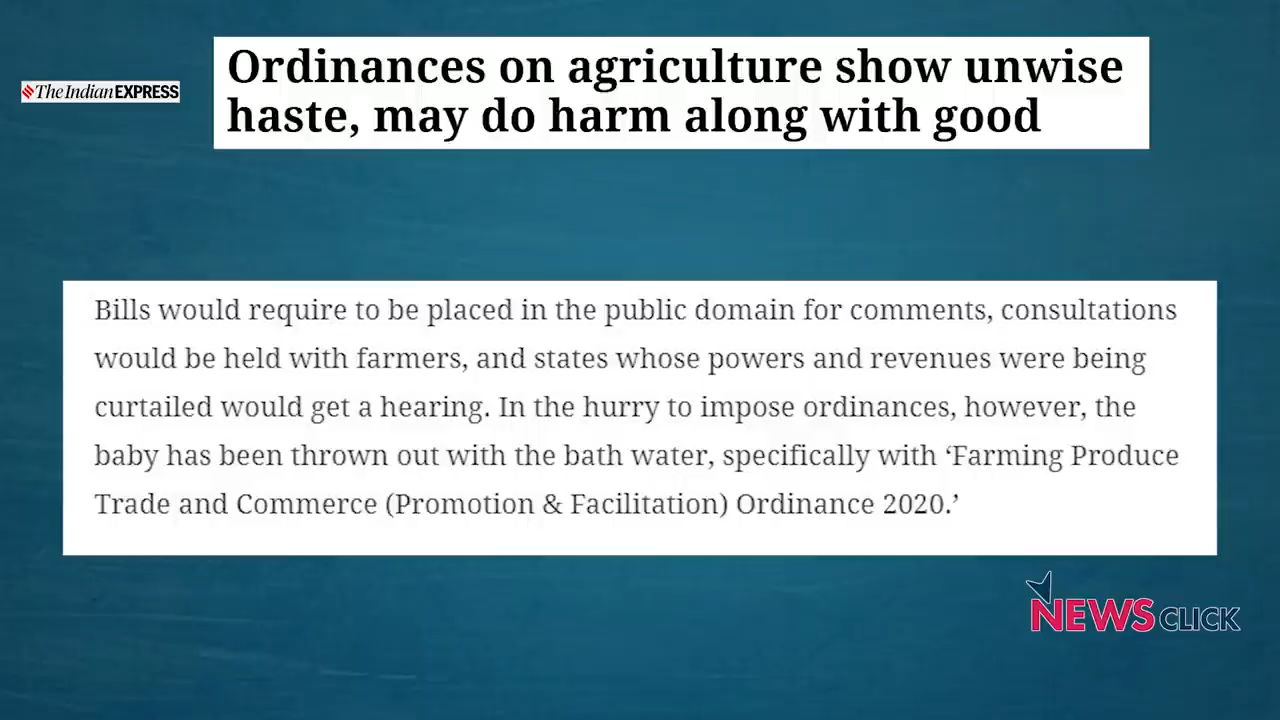 Ordinances on agriculture show unwise
The Indian EXPRESS
haste, may do harm along with good
Bills would require to be placed in the public domain for comments, consultations
would be held with farmers, and states whose powers and revenues were being
curtailed would get a hearing. In the hurry to impose ordinances, however, the
baby has been thrown out with the bath water, specifically with ‘Farming Produce
Trade and Commerce (Promotion & Facilitation) Ordinance 2020.’
NEWSCLICK